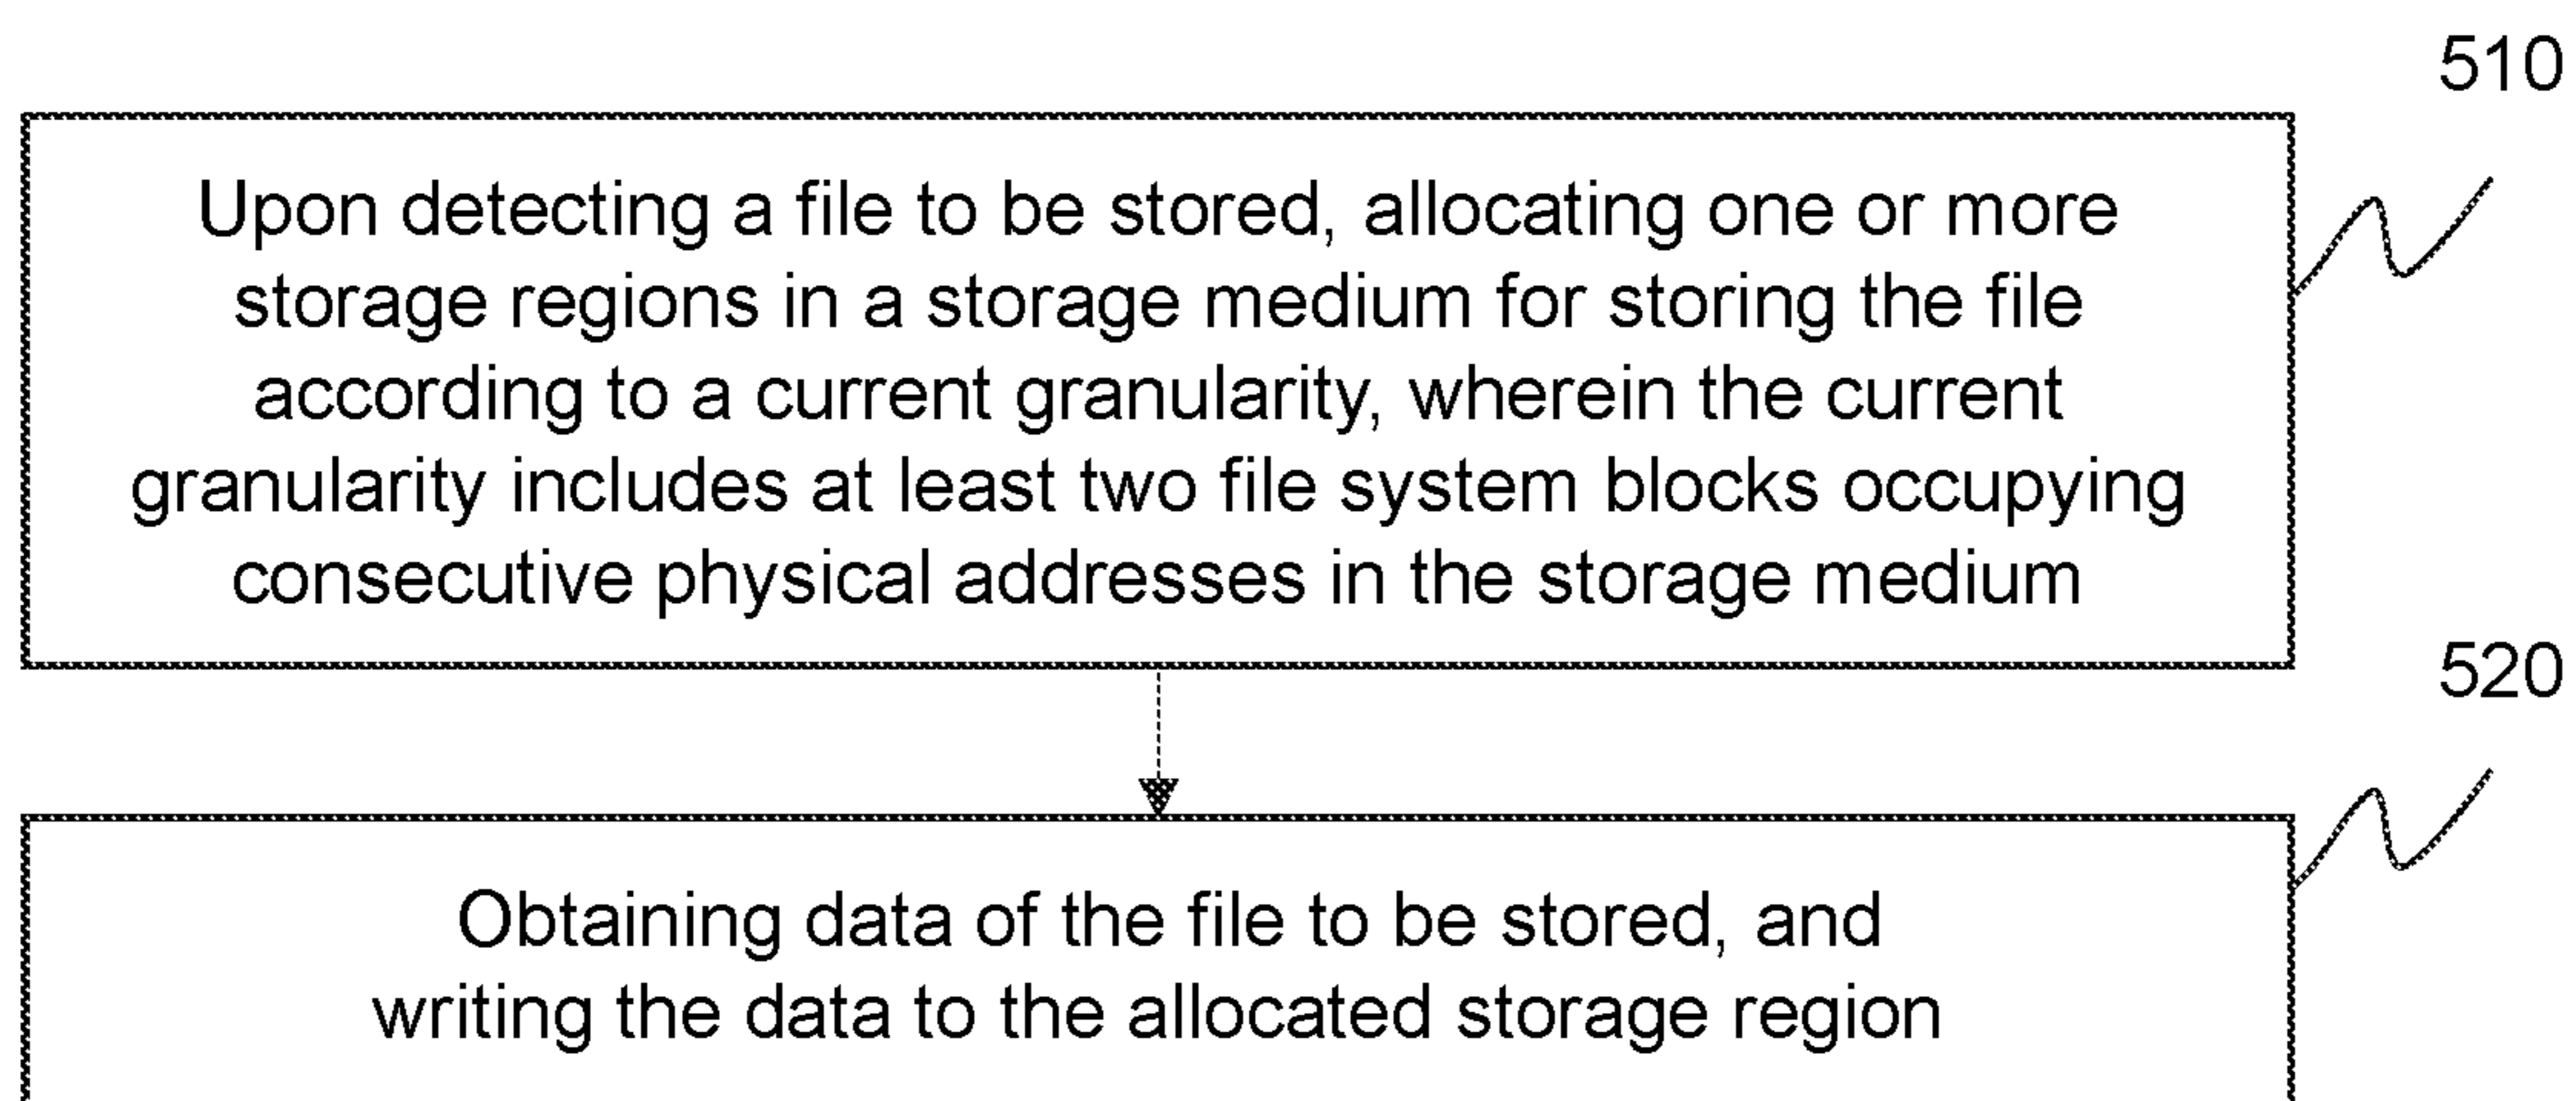 510
Upon detecting a file to be stored, allocating one or more
storage regions in a storage medium for storing the file
according to a current granularity, wherein the current
granularity includes at least two file system blocks occupying
consecutive physical addresses in the storage medium
520
Obtaining data of the file to be stored, and
writing the data to the allocated storage region